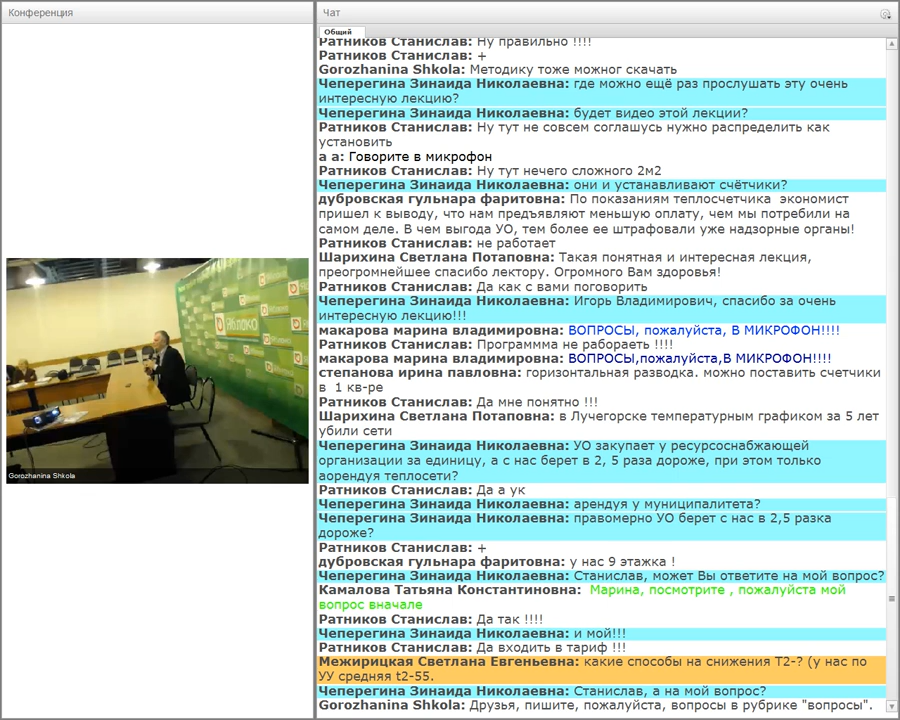 Конференция
Чат
Общий
Яблоко
Gorozhanina Shkola
Ратников Станислав: Ну правильно !!!!
Ратников Станислав: +
Gorozhanina Shkola: Методику тоже можног скачать
Чеперегина Зинаида Николаевна: где можно ещё раз прослушать эту очень
интересную лекцию?
Чеперегина Зинаида Николаевна: будет видео этой лекции?
Ратников Станислав: Ну тут не совсем соглашусь нужно распределить как
установить
а а: Говорите в микрофон
Ратников Станислав: Ну тут нечего сложного 2м2
Чеперегина Зинаида Николаевна: они и устанавливают счётчики?
дубровская гульнара фаритовна: По показаниям теплосчетчика экономист
пришел к выводу, что нам предъявляют меньшую оплату, чем мы потребили на
самом деле. В чем выгода УО, тем более ее штрафовали уже надзорные органы!
Ратников Станислав: не работает
Шарихина Светлана Потаповна: Такая понятная и интересная лекция,
преогромнейшее спасибо лектору. Огромного Вам здоровья!
Ратников Станислав: Да как с вами поговорить
Чеперегина Зинаида Николаевна: Игорь Владимирович, спасибо за очень
интересную лекцию!!!
макарова марина владимировна: ВОПРОСЫ, пожалуйста, В МИКРОФОН!!!!
Ратников Станислав: Программма не рабораеть !!!!
макарова марина владимировна: ВОПРОСЫ,пожалуйста,В МИКРОФОН!!!!
степанова ирина павловна: горизонтальная разводка. можно поставить счетчики
в 1 кв-ре
Ратников Станислав: Да мне понятно !!!
Шарихина Светлана Потаповна: в Лучегорске температурным графиком за 5 лет
убили сети
Чеперегина Зинаида Николаевна: УО закупает у ресурсоснабжающей
организации за единицу, а с нас берет в 2, 5 раза дороже, при этом только
аорендуя теплосети?
Ратников Станислав: Да а ук
Чеперегина Зинаида Николаевна: арендуя у муниципалитета?
Чеперегина Зинаида Николаевна: правомерно УО берет с нас в 2,5 разка
дороже?
Ратников Станислав: +
дубровская гульнара фаритовна: у нас 9 этажка !
Чеперегина Зинаида Николаевна: Станислав, может Вы ответите на мой вопрос?
Камалова Татьяна Константиновна: Марина, посмотрите , пожалуйста мой
вопрос вначале
Ратников Станислав: Да так !!!!
Чеперегина Зинаида Николаевна: и мой!!!
Ратников Станислав: Да входить в тариф !!!
Межирицкая Светлана Евгеньевна: какие способы на снижения Т2-? (у нас по
УУ средняя t2-55.
Чеперегина Зинаида Николаевна: Станислав, а на мой вопрос?
Gorozhanina Shkola: Друзья, пишите, пожалуйста, вопросы в рубрике "вопросы".